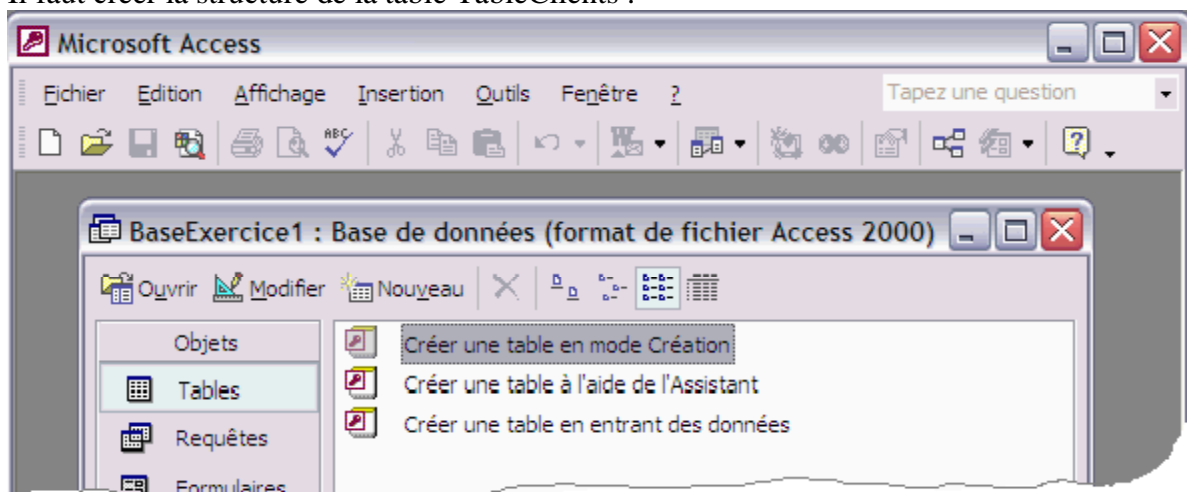 Il faut créer la structure de la table TableClients :
Microsoft Access
Fichier Edition Affichage Insertion Outils Fenêtre ? Tapez une question
ABC
BaseExercice1 : Base de données (format de fichier Access 2000)
Ouvrir Modifier Nouveau
Objets
Créer une table en mode Création
Tables
Créer une table à l'aide de l'Assistant
Requêtes
Créer une table en entrant des données
Formulaires